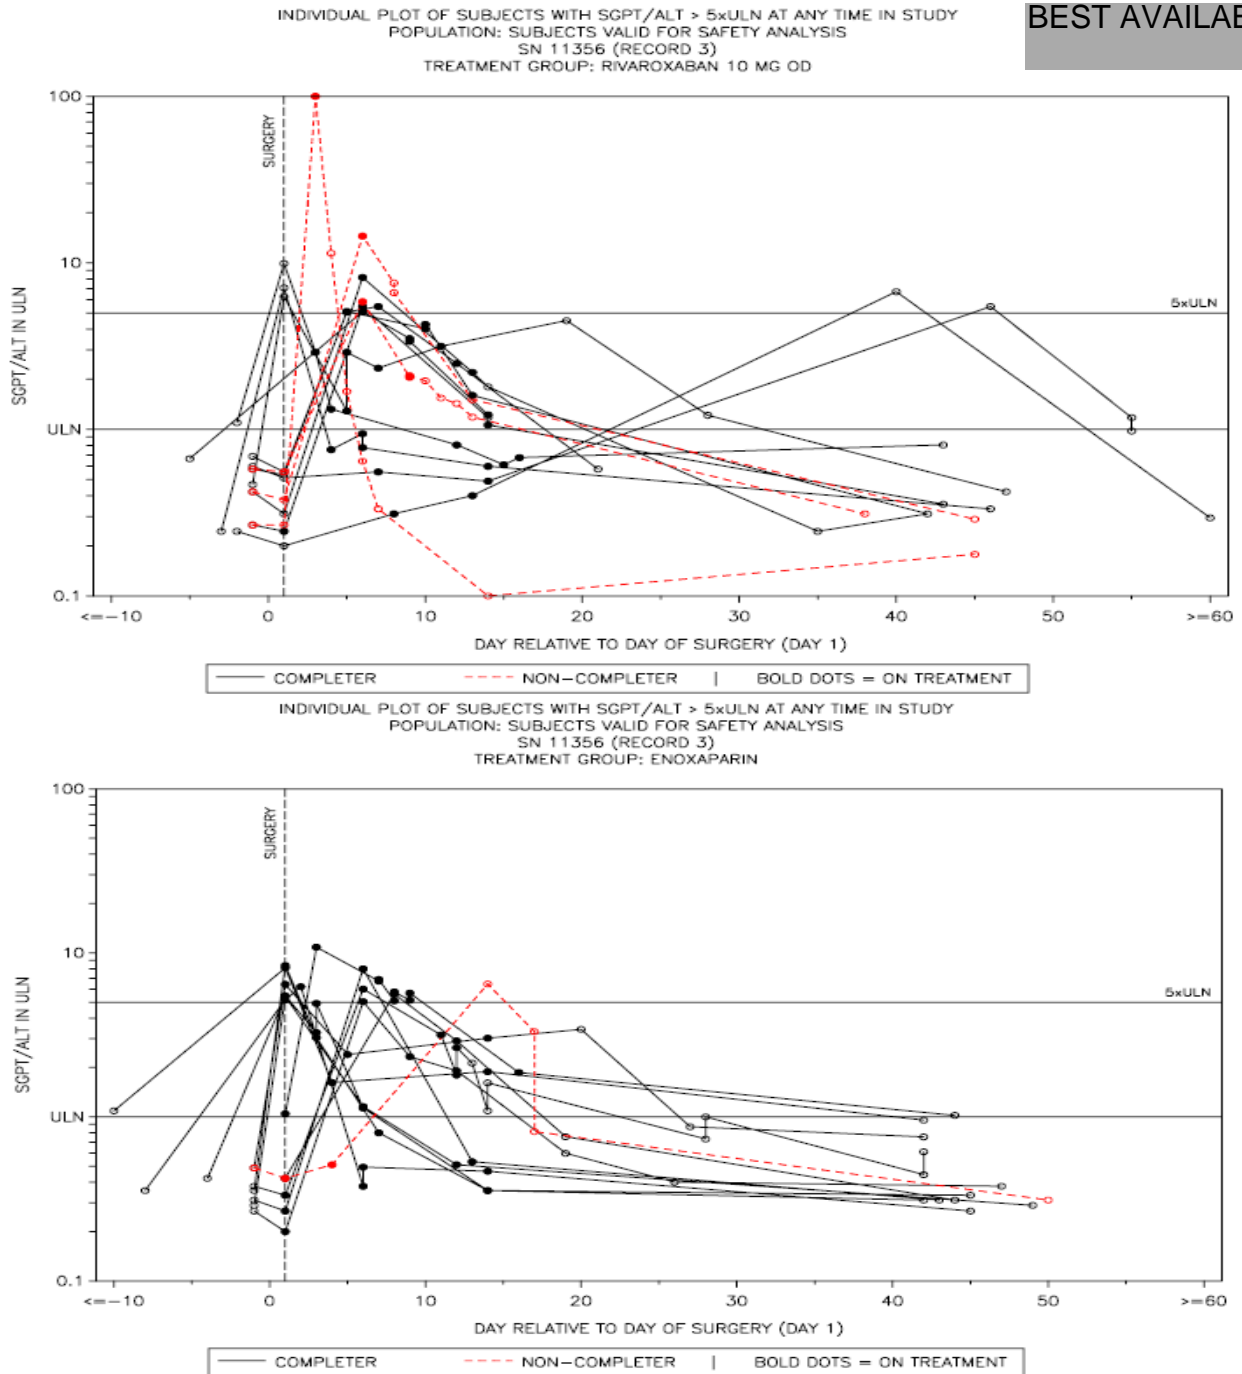 INDIVIDUAL PLOT OF SUBJECTS WITH SGPT/ALT > 5xULN AT ANY TIME IN STUDY
POPULATION: SUBJECTS VALID FOR SAFETY ANALYSIS
SN 11356 (RECORD 3)
TREATMENT GROUP: RIVAROXABAN 10 MG OD
BEST AVAILAB
100
10
ULN
0.1
SGPT/ALT IN ULN
SURGERY
5xULN
<=-10 0 10 20 30 40 50 >=60
DAY RELATIVE TO DAY OF SURGERY (DAY 1)
COMPLETER NON-COMPLETER | BOLD DOTS = ON TREATMENT
INDIVIDUAL PLOT OF SUBJECTS WITH SGPT/ALT > 5xULN AT ANY TIME IN STUDY
POPULATION: SUBJECTS VALID FOR SAFETY ANALYSIS
SN 11356 (RECORD 3)
TREATMENT GROUP: ENOXAPARIN
100
10
ULN
0.1
SGPT/ALT IN ULN
SURGERY
5xULN
<=-10 0 10 20 30 40 50 >=60
DAY RELATIVE TO DAY OF SURGERY (DAY 1)
COMPLETER NON-COMPLETER | BOLD DOTS = ON TREATMENT